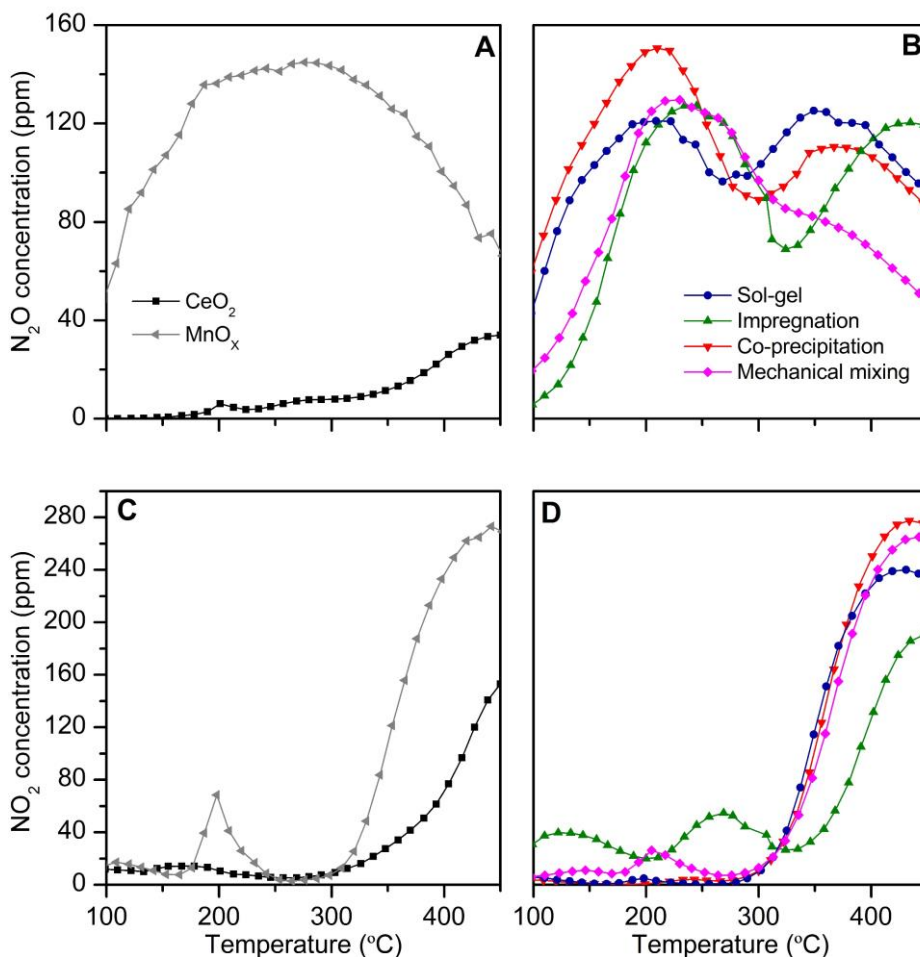 160
120
80
40
0
N₂O concentration (ppm)
A
CeO₂
MnOₓ
B
Sol-gel
Impregnation
Co-precipitation
Mechanical mixing
280
240
200
160
120
80
40
0
NO₂ concentration (ppm)
C
100 200 300 400
Temperature (ºC)
D
100 200 300 400
Temperature (ºC)